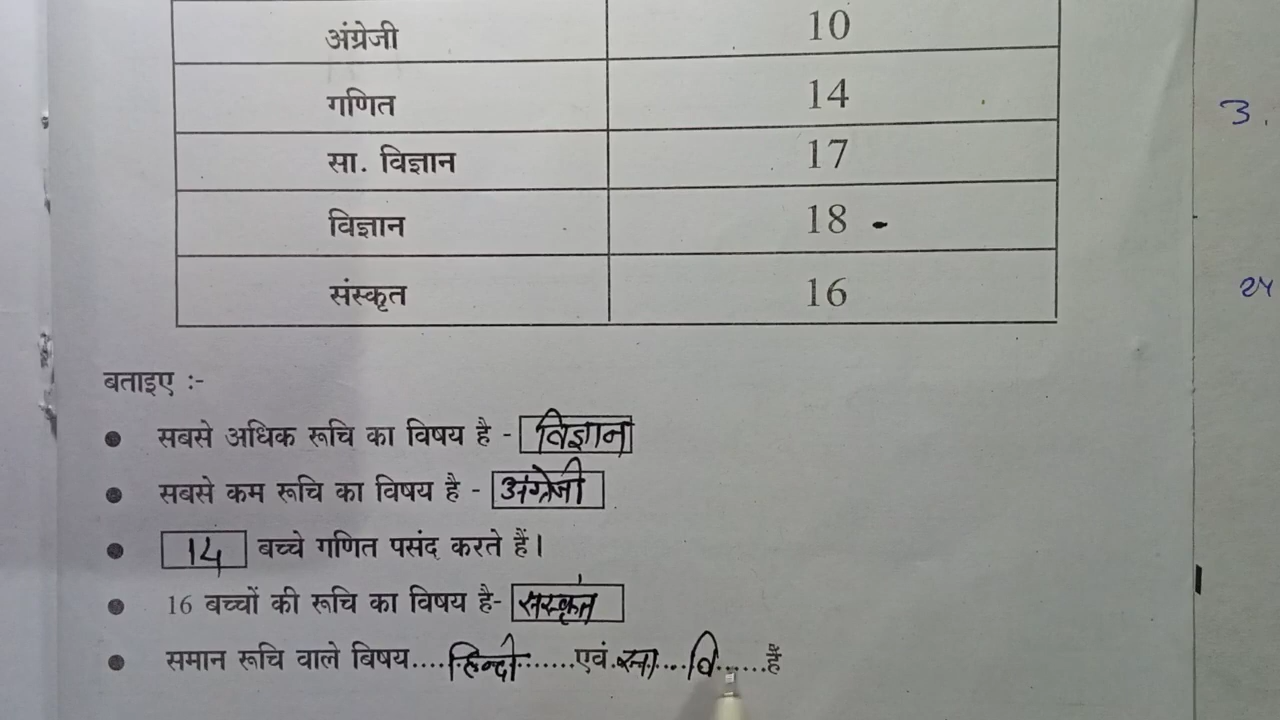 अंग्रेजी 10
गणित 14
सा. विज्ञान 17
विज्ञान 18
संस्कृत 16
3.
24
बताइए :-
● सबसे अधिक रूचि का विषय है - विज्ञान
● सबसे कम रूचि का विषय है - अंग्रेजी
● 14 बच्चे गणित पसंद करते हैं।
● 16 बच्चों की रूचि का विषय है- संस्कृत
● समान रूचि वाले विषय....हिन्दी.......एवं.सा....वि......हैं